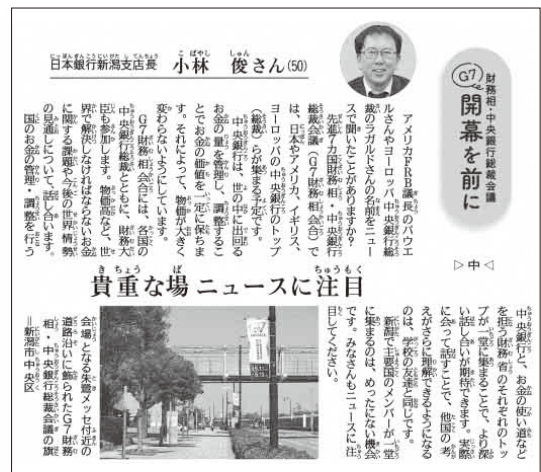 財務相・中央銀行総裁会議
G7 開幕を前に
▷中◁
日本銀行新潟支店長 小林 俊さん(50)
アメリカFRB議長のパウエ
ルさんやヨーロッパ中央銀行総
裁のラガルドさんの名前をニュー
スで聞いたことがありますか?
先進7カ国財務相・中央銀行
総裁会議(G7財務相会合)で
は、日本やアメリカ、イギリス、
ヨーロッパの中央銀行のトップ
(総裁)らが集まる予定です。
中央銀行は、世の中に出回る
お金の量を管理し、調整するこ
とでお金の価値を一定に保ちま
す。それによって、物価が大きく
変わらないようにしています。
G7財務相会合には、各国の
中央銀行総裁とともに、財務大
臣も参加します。物価高など、世
界で解決しなければならないお金
に関する課題や今後の世界情勢
の見通しについて、話し合います。
国のお金の管理・調整を行う
貴重な場 ニュースに注目
中央銀行と、お金の使い道など
を担う財務省のそれぞれのトッ
プが一堂に集まることで、より深
い話し合いが期待できます。実際
に会って話すことで、他国の考
えがさらに理解できるようになる
のは、学校の友達と同じです。
新潟で主要国のメンバーが一堂
に集まるのは、めったにない機会
です。みなさんもニュースに注
目してください。
会場となる朱鷺メッセ付近の
道路沿いに飾られたG7財務
相・中央銀行総裁会議の旗
＝新潟市中央区